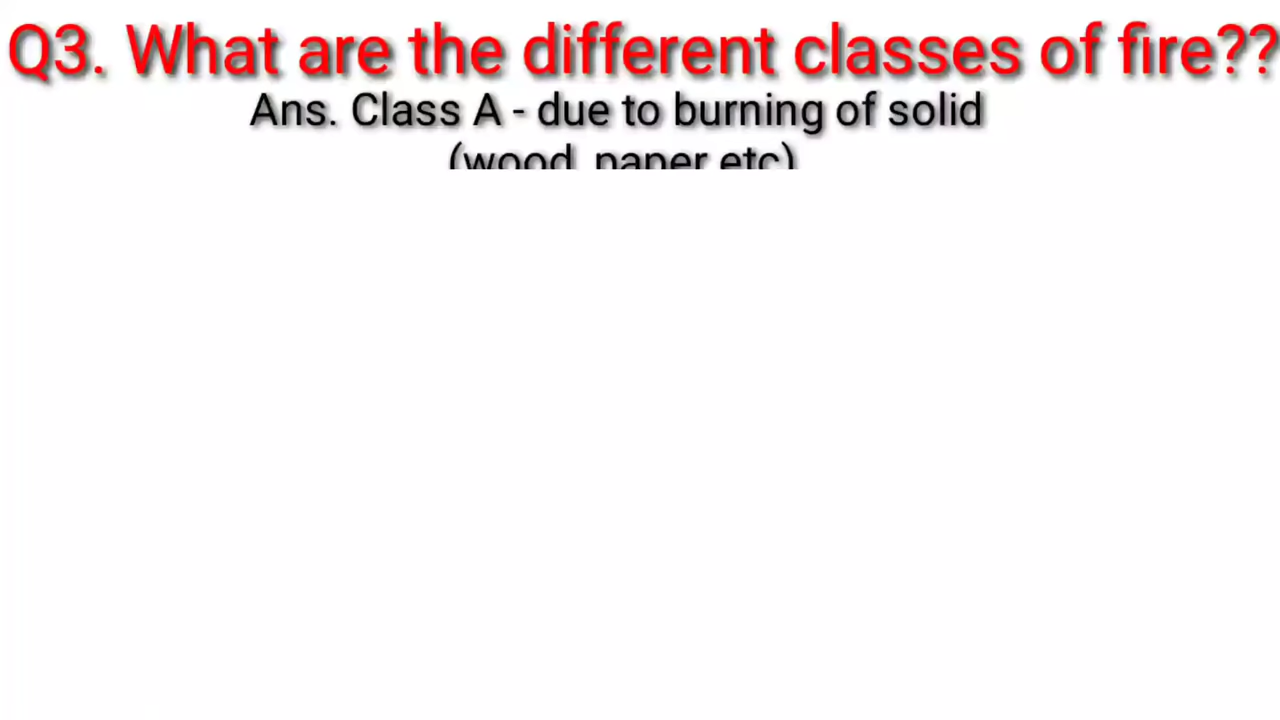 Q3. What are the different classes of fire??
Ans. Class A - due to burning of solid
(wood, paper etc)